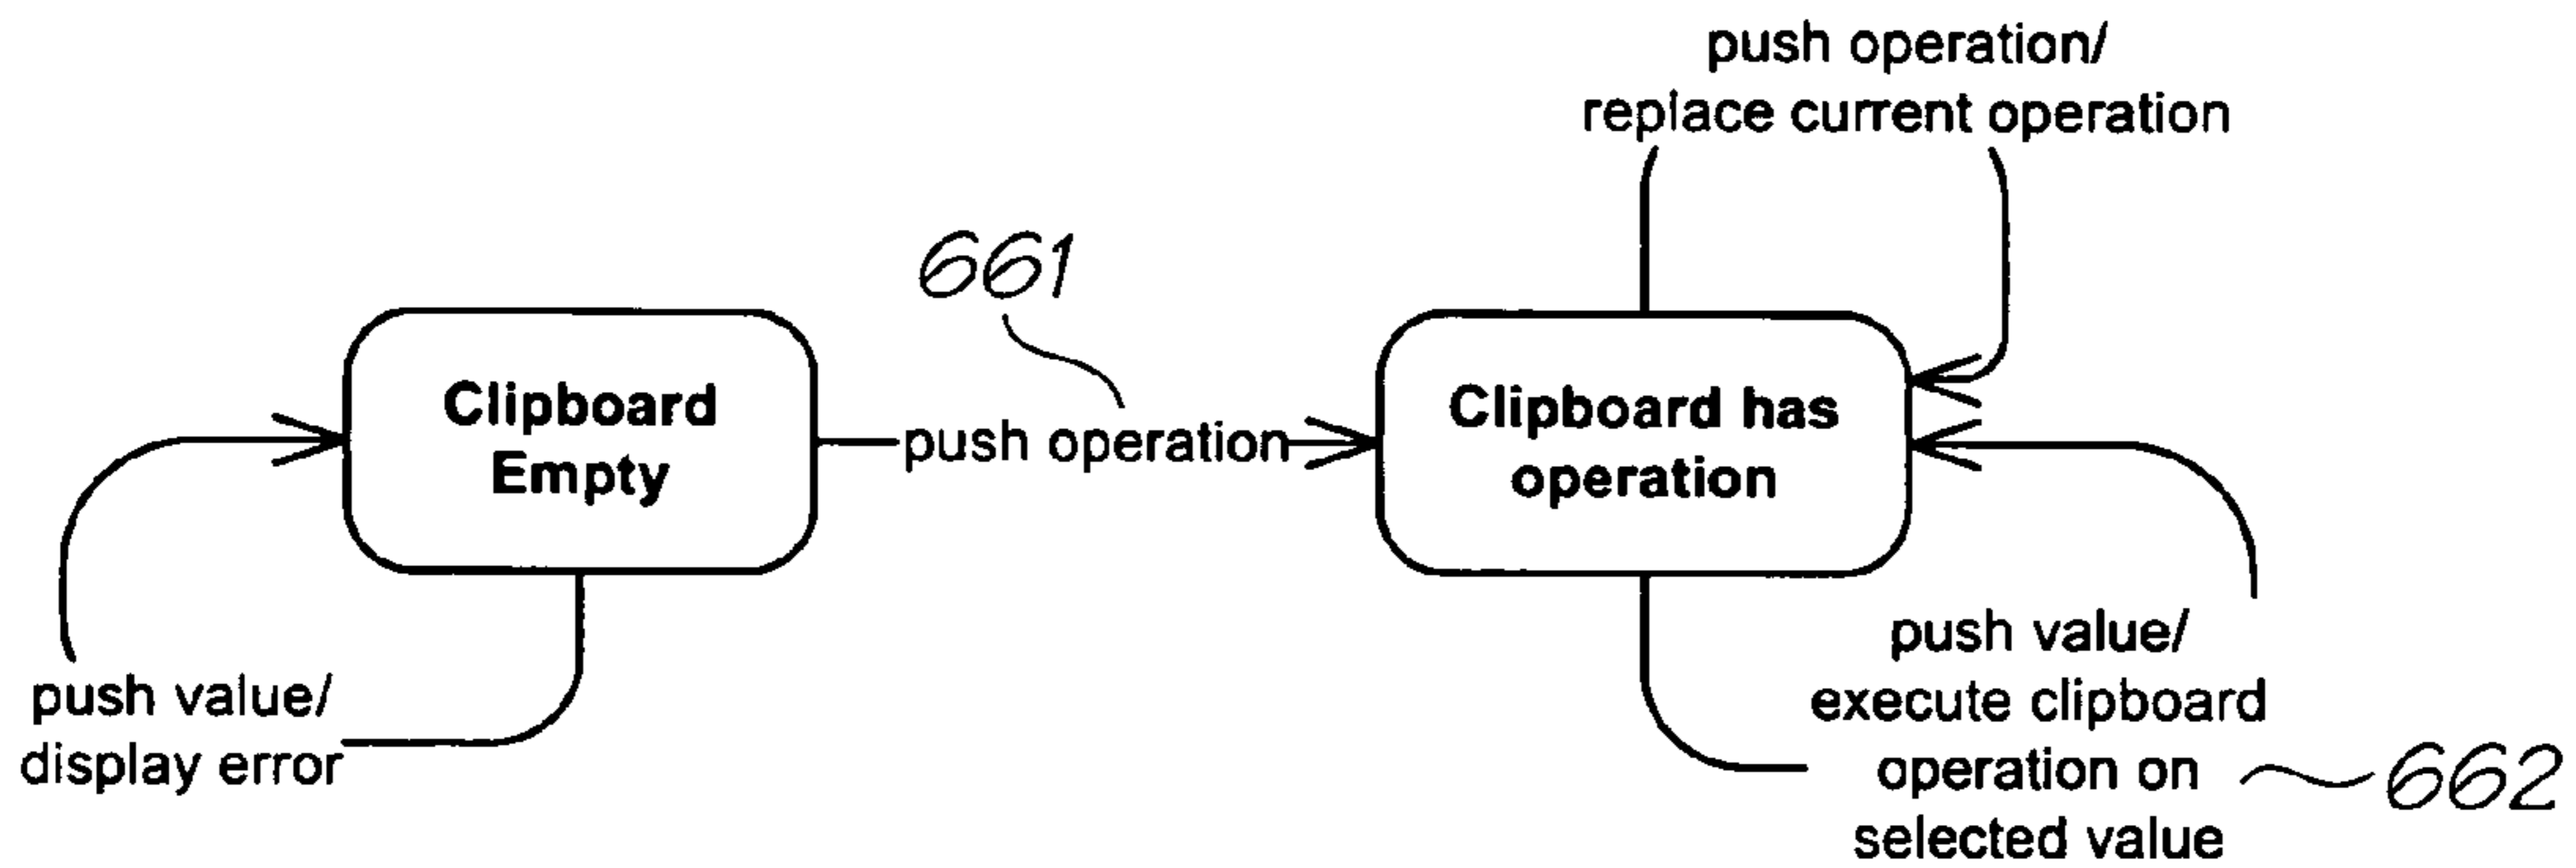 push operation/
replace current operation
661
Clipboard
Empty
push operation
Clipboard has
operation
push value/
display error
push value/
execute clipboard
operation on
selected value
662